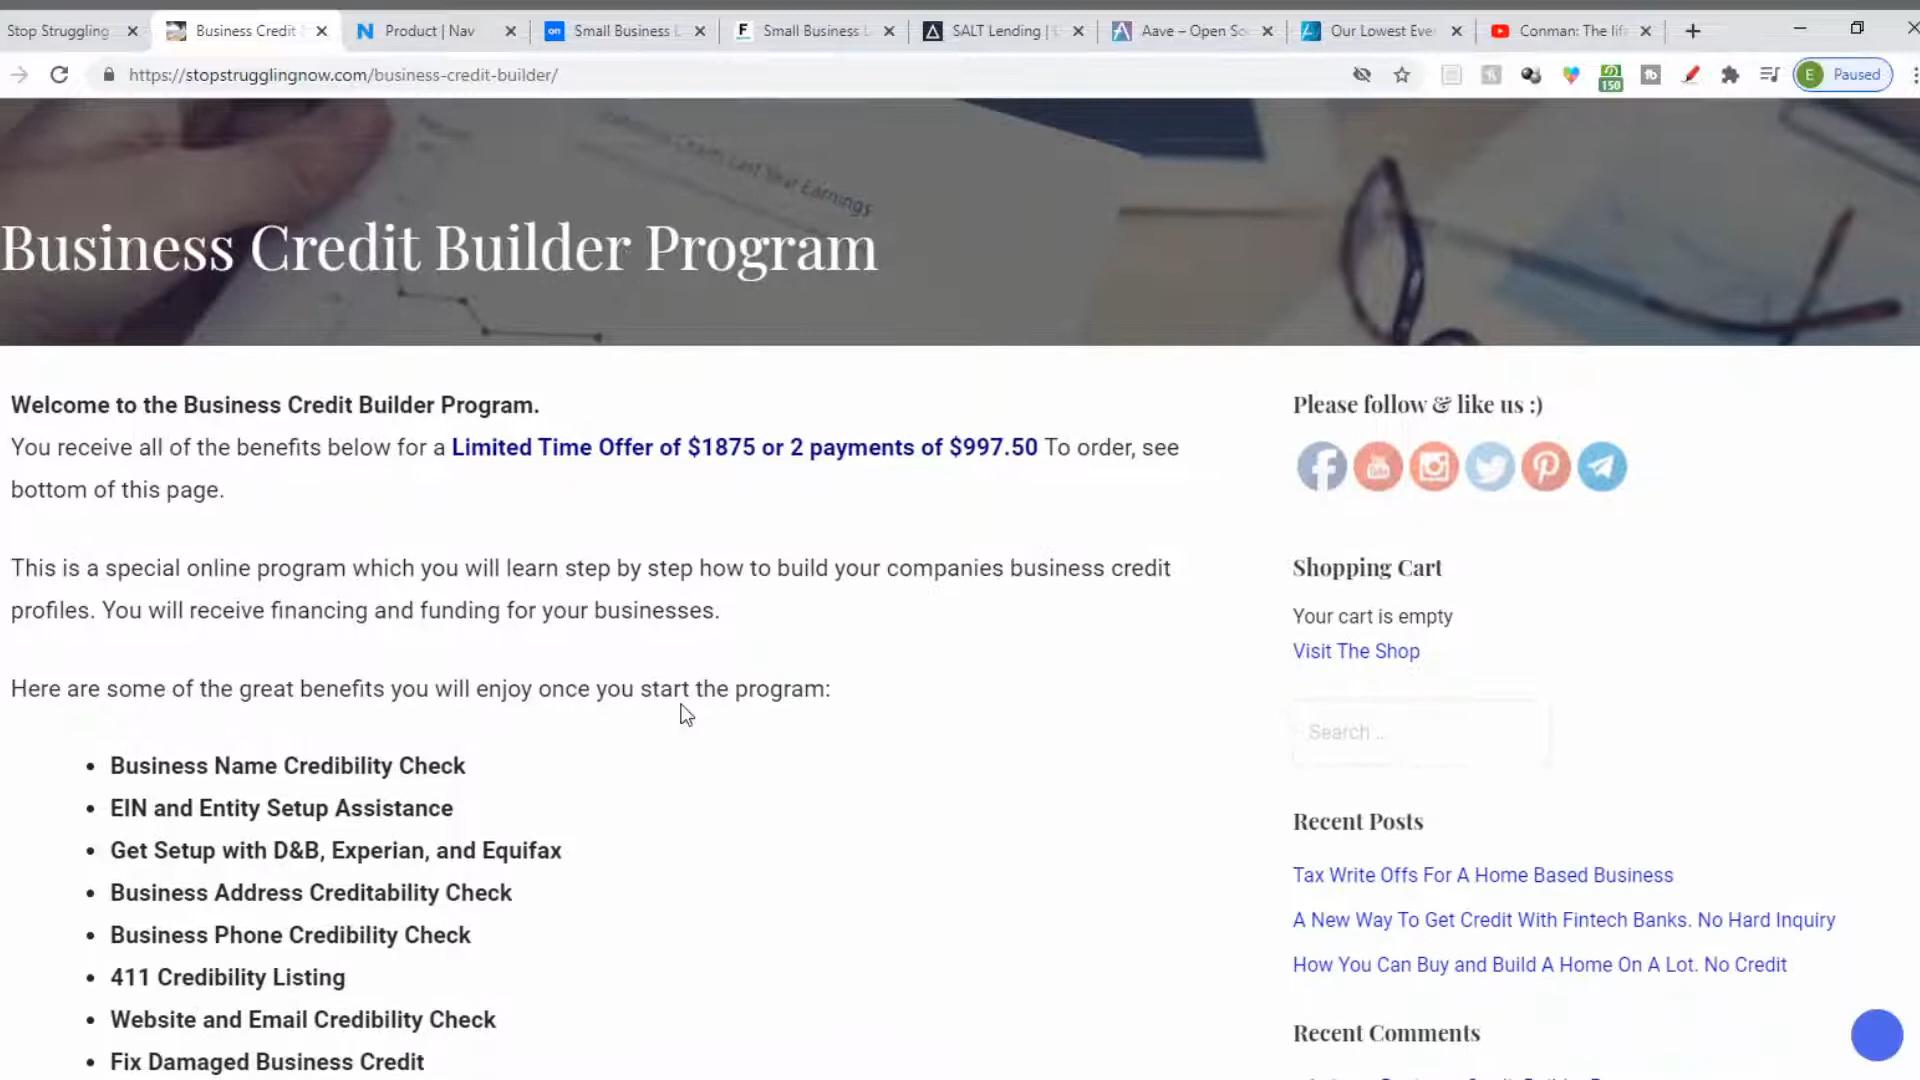 Stop Struggling
Business Credit
Product | Nav
Small Business L
Small Business L
SALT Lending |
Aave – Open So
Our Lowest Eve
Conman: The life
https://stopstrugglingnow.com/business-credit-builder/
150
E Paused
Last Year Earnings
Business Credit Builder Program
Welcome to the Business Credit Builder Program.
You receive all of the benefits below for a Limited Time Offer of $1875 or 2 payments of $997.50 To order, see
bottom of this page.
This is a special online program which you will learn step by step how to build your companies business credit
profiles. You will receive financing and funding for your businesses.
Here are some of the great benefits you will enjoy once you start the program:
• Business Name Credibility Check
• EIN and Entity Setup Assistance
• Get Setup with D&B, Experian, and Equifax
• Business Address Creditability Check
• Business Phone Credibility Check
• 411 Credibility Listing
• Website and Email Credibility Check
• Fix Damaged Business Credit
Please follow & like us :)
Shopping Cart
Your cart is empty
Visit The Shop
Search ...
Recent Posts
Tax Write Offs For A Home Based Business
A New Way To Get Credit With Fintech Banks. No Hard Inquiry
How You Can Buy and Build A Home On A Lot. No Credit
Recent Comments